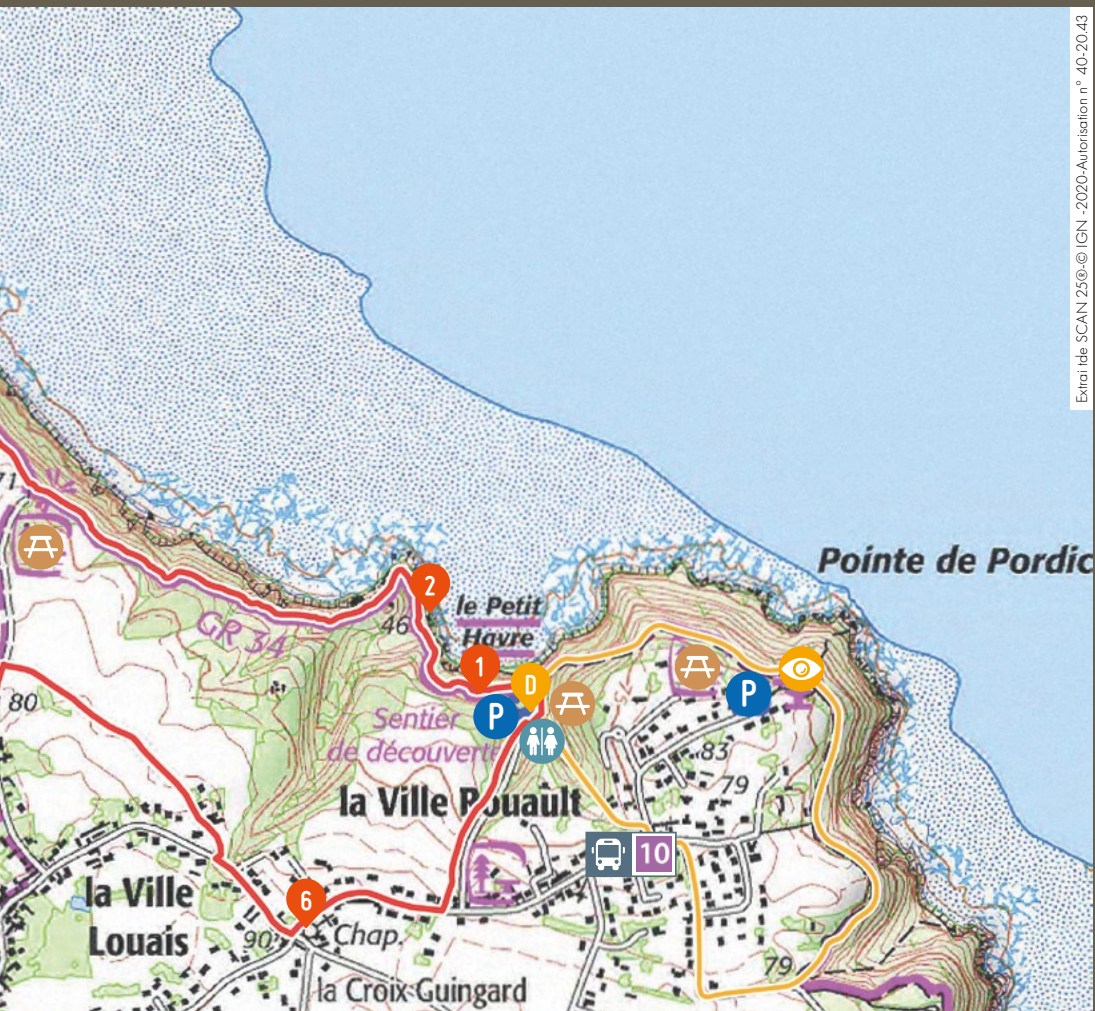 Extrai tde SCAN 25®-© IGN -2020-Autorisation n° 40-20.43
Pointe de Pordic
71
2
le Petit
Havre
46
GR 34
1
D
P
P
80
Sentier
de découverte
83
79
la Ville Rouault
10
la Ville
Louais
6
90
Chap.
79
la Croix Guingard